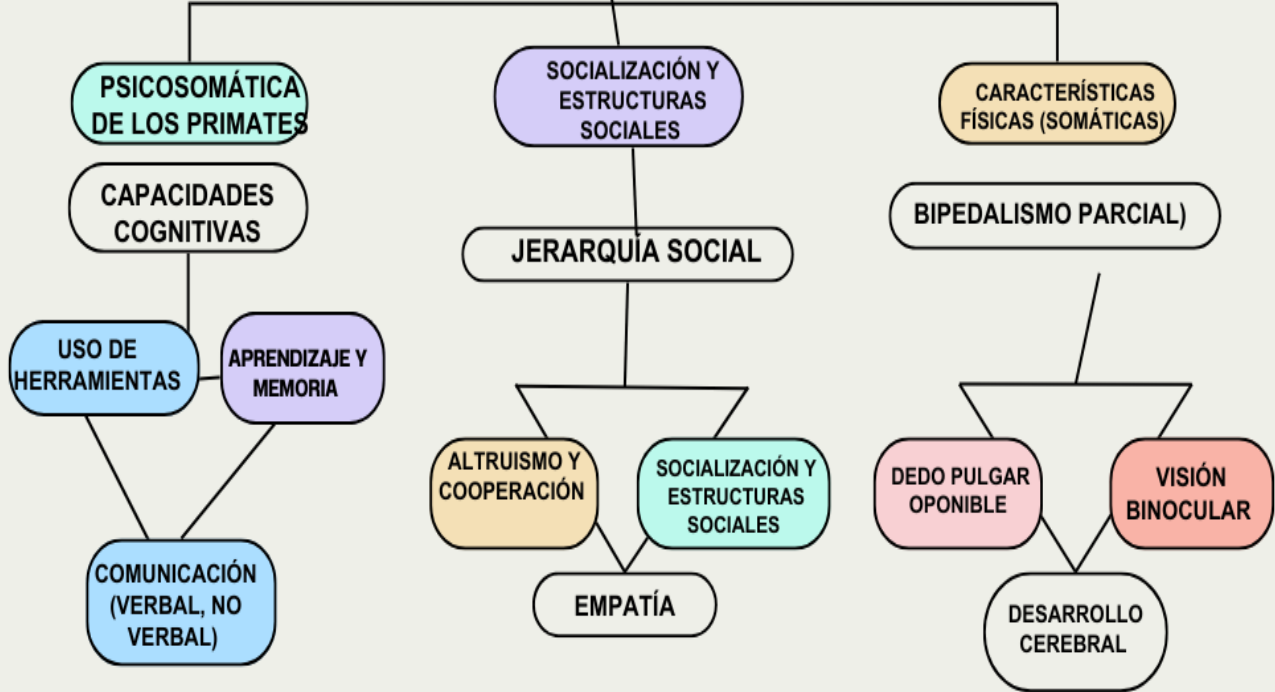 PSICOSOMÁTICA
DE LOS PRIMATES
SOCIALIZACIÓN Y
ESTRUCTURAS
SOCIALES
CARACTERÍSTICAS
FÍSICAS (SOMÁTICAS)
CAPACIDADES
COGNITIVAS
JERARQUÍA SOCIAL
BIPEDALISMO PARCIAL)
USO DE
HERRAMIENTAS
APRENDIZAJE Y
MEMORIA
ALTRUISMO Y
COOPERACIÓN
SOCIALIZACIÓN Y
ESTRUCTURAS
SOCIALES
DEDO PULGAR
OPONIBLE
VISIÓN
BINOCULAR
COMUNICACIÓN
(VERBAL, NO
VERBAL)
EMPATÍA
DESARROLLO
CEREBRAL